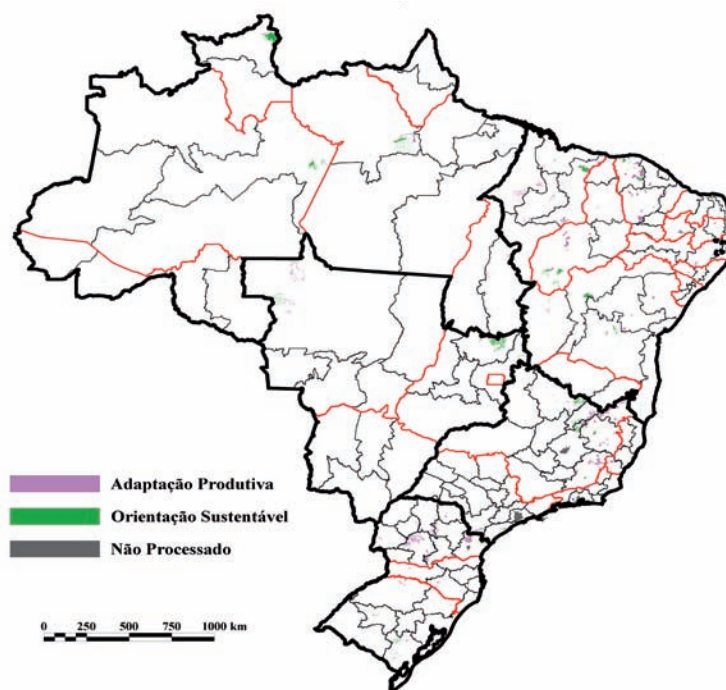 Adaptação Produtiva
Orientação Sustentável
Não Processado
0 250 500 750 1000 km